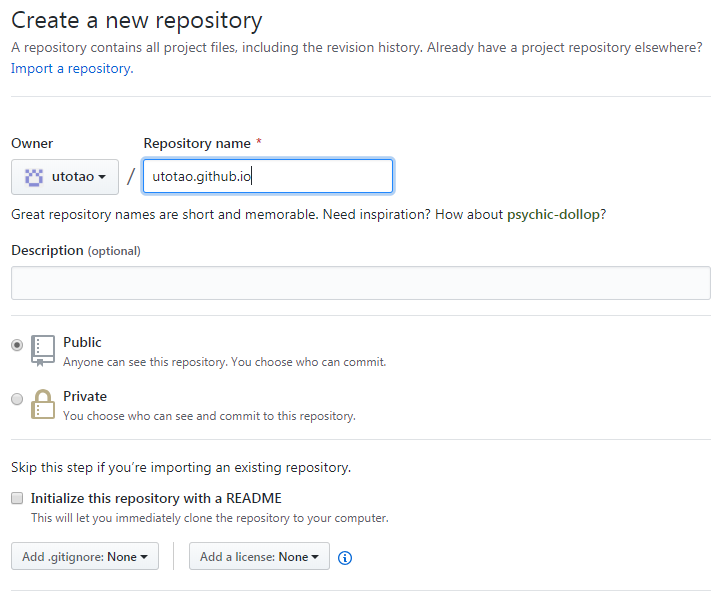 Create a new repository
A repository contains all project files, including the revision history. Already have a project repository elsewhere?
Import a repository.
Owner
Repository name *
utotao
/
utotao.github.io
Great repository names are short and memorable. Need inspiration? How about psychic-dollop?
Description (optional)
Public
Anyone can see this repository. You choose who can commit.
Private
You choose who can see and commit to this repository.
Skip this step if you're importing an existing repository.
Initialize this repository with a README
This will let you immediately clone the repository to your computer.
Add .gitignore: None
Add a license: None